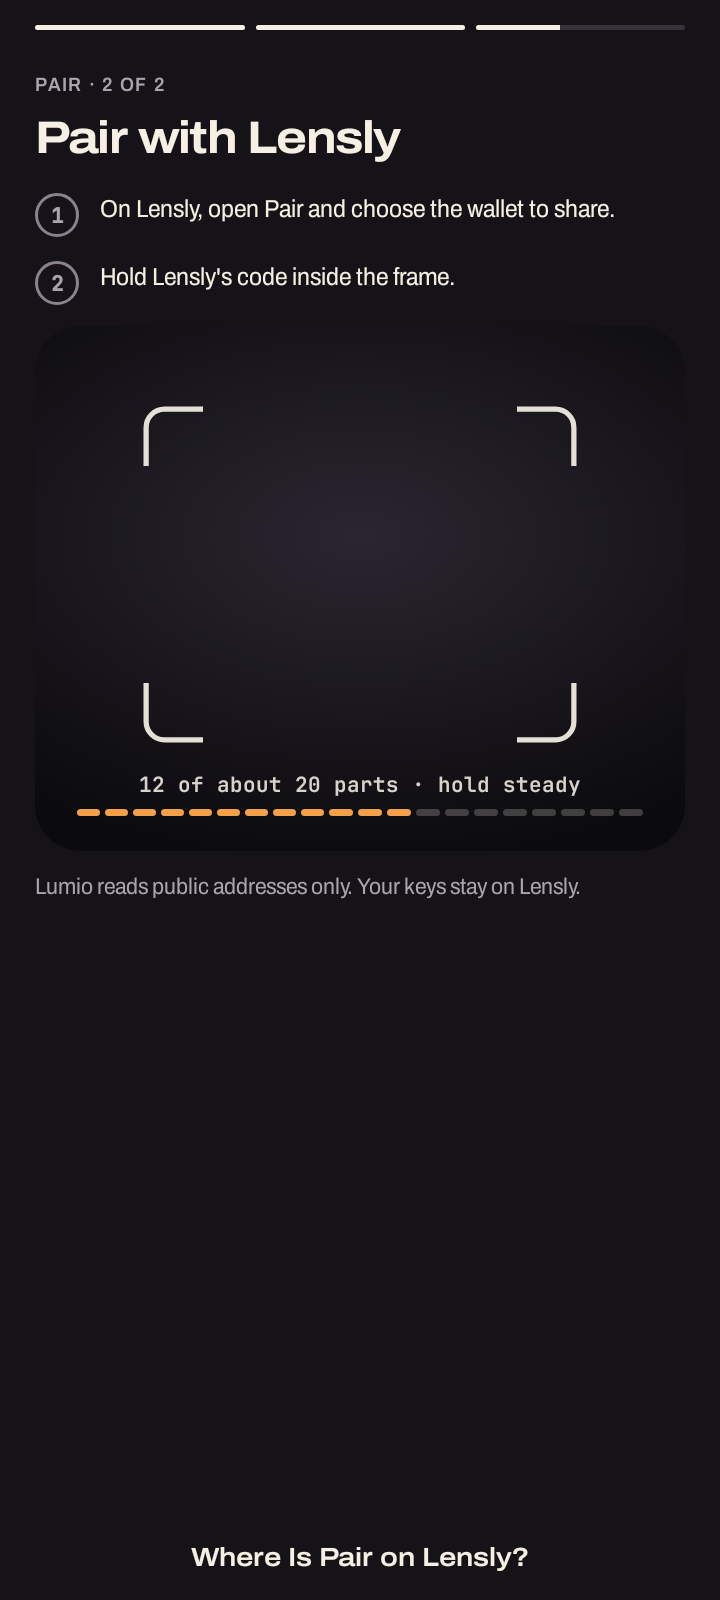 PAIR · 2 OF 2
Pair with Lensly
1 On Lensly, open Pair and choose the wallet to share.
2 Hold Lensly's code inside the frame.
12 of about 20 parts · hold steady
Lumio reads public addresses only. Your keys stay on Lensly.
Where Is Pair on Lensly?